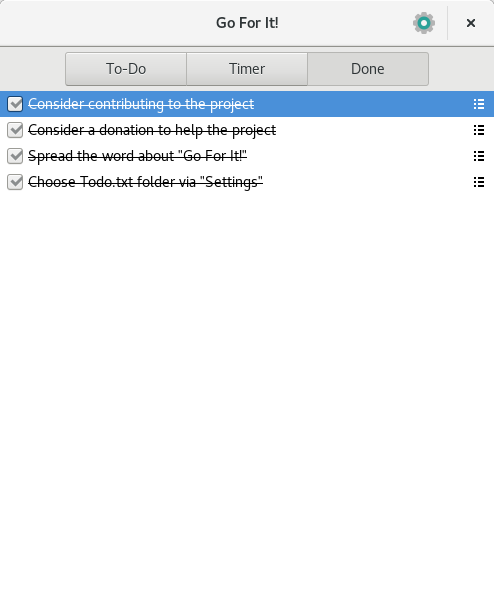 Go For It!
To-Do Timer Done
Consider contributing to the project
Consider a donation to help the project
Spread the word about "Go For It!"
Choose Todo.txt folder via "Settings"